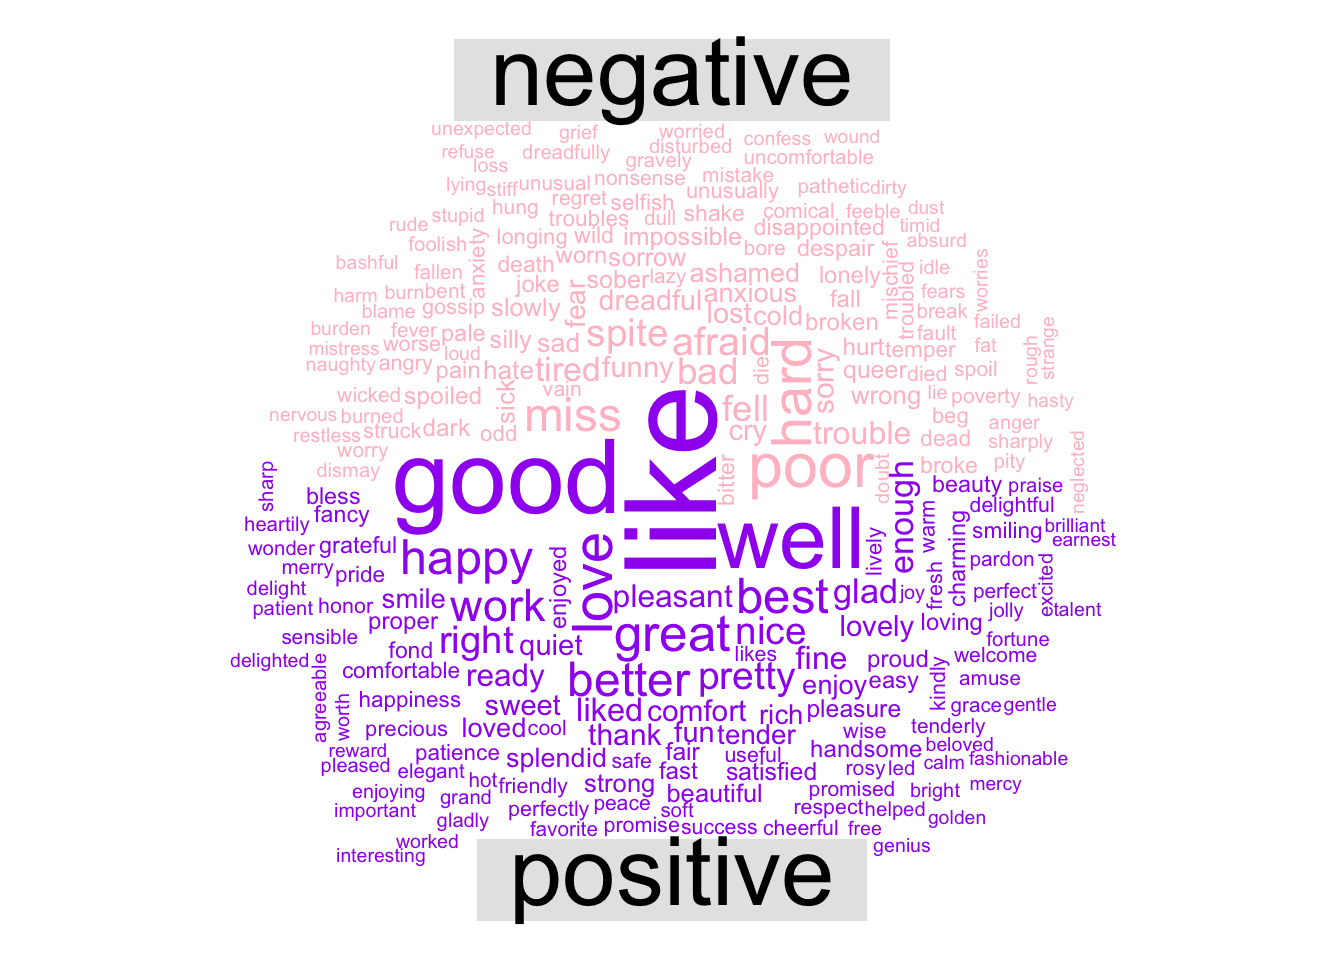 negative
unexpected grief worried confess wound
refuse dreadfully disturbed uncomfortable
loss gravely
lying stiff unusual nonsense mistake pathetic dirty
regret selfish unusually
rude stupid hung troubles dull shake comical feeble dust
foolish longing wild impossible disappointed timid
anxiety worn sorrow bore despair absurd
bashful fallen death sober lazy ashamed lonely mischief troubled idle worries
harm burn bent joke fear dreadful anxious fall fears
blame gossip slowly lost cold broken break
burden fever pale spite afraid hard fault failed
mistress worse loud silly sad hurt temper fat rough strange
naughty angry pain hate tired funny bad die sorry queer died spoil
wicked spoiled sick vain wrong lie poverty hasty
nervous burned miss fell beg anger
restless struck dark odd cry trouble dead sharply
worry poor
dismay bitter doubt broke pity neglected
good like
sharp bless enough beauty praise
heartily fancy well warm delightful
wonder grateful happy love enjoyed lively charming smiling brilliant
earnest
merry pride fresh pardon
delight smile work pleasant best glad joy perfect excited
patient honor proper jolly talent
sensible right quiet great nice lovely loving fortune
delighted fond likes fine proud kindly welcome
agreeable comfortable ready better pretty enjoy easy amuse
worth happiness sweet liked comfort rich pleasure grace gentle
precious loved cool thank fun tender wise tenderly
reward patience splendid safe fair useful handsome beloved
pleased elegant hot friendly strong fast satisfied rosy led calm fashionable
enjoying grand beautiful promised bright mercy
important perfectly peace soft respect helped golden
gladly favorite promise success cheerful free
worked genius
interesting
positive